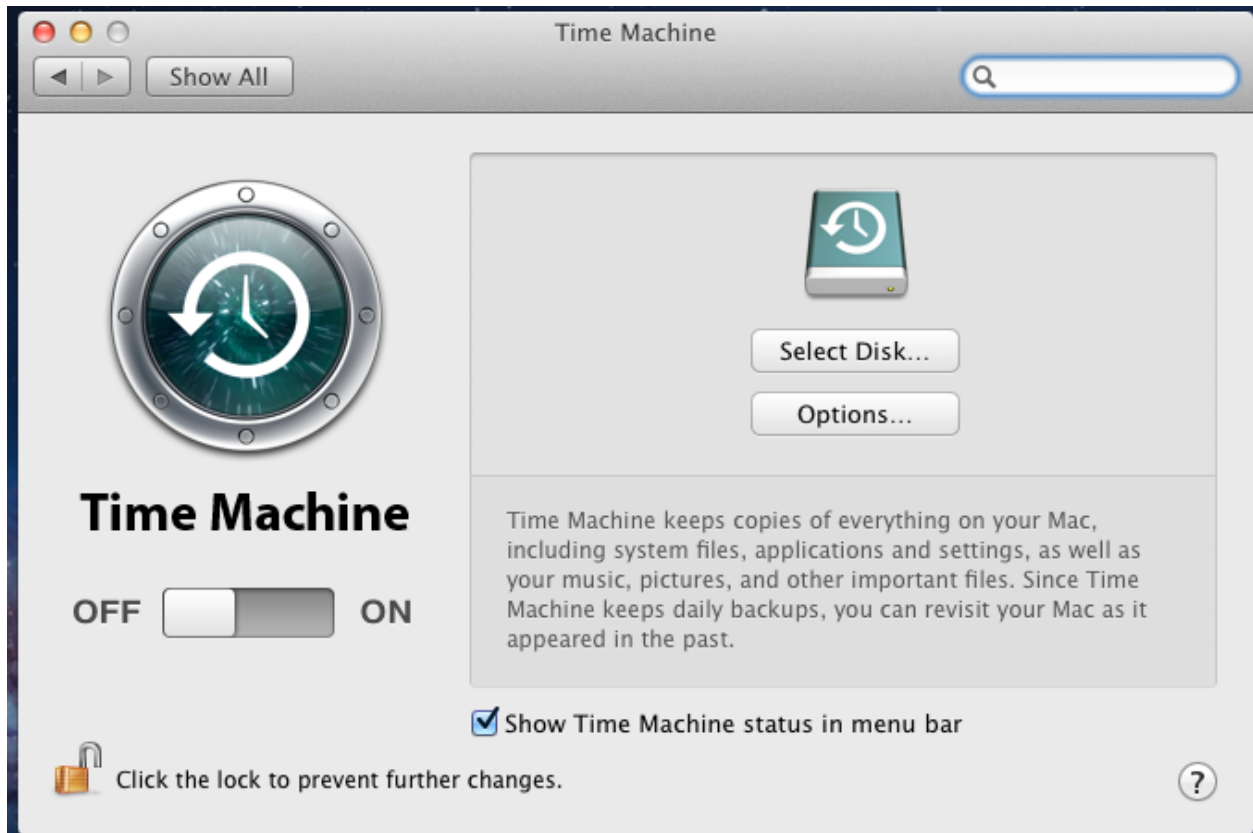 Time Machine
Show All
Select Disk...
Options...
Time Machine
OFF ON
Time Machine keeps copies of everything on your Mac,
including system files, applications and settings, as well as
your music, pictures, and other important files. Since Time
Machine keeps daily backups, you can revisit your Mac as it
appeared in the past.
Show Time Machine status in menu bar
Click the lock to prevent further changes.
?